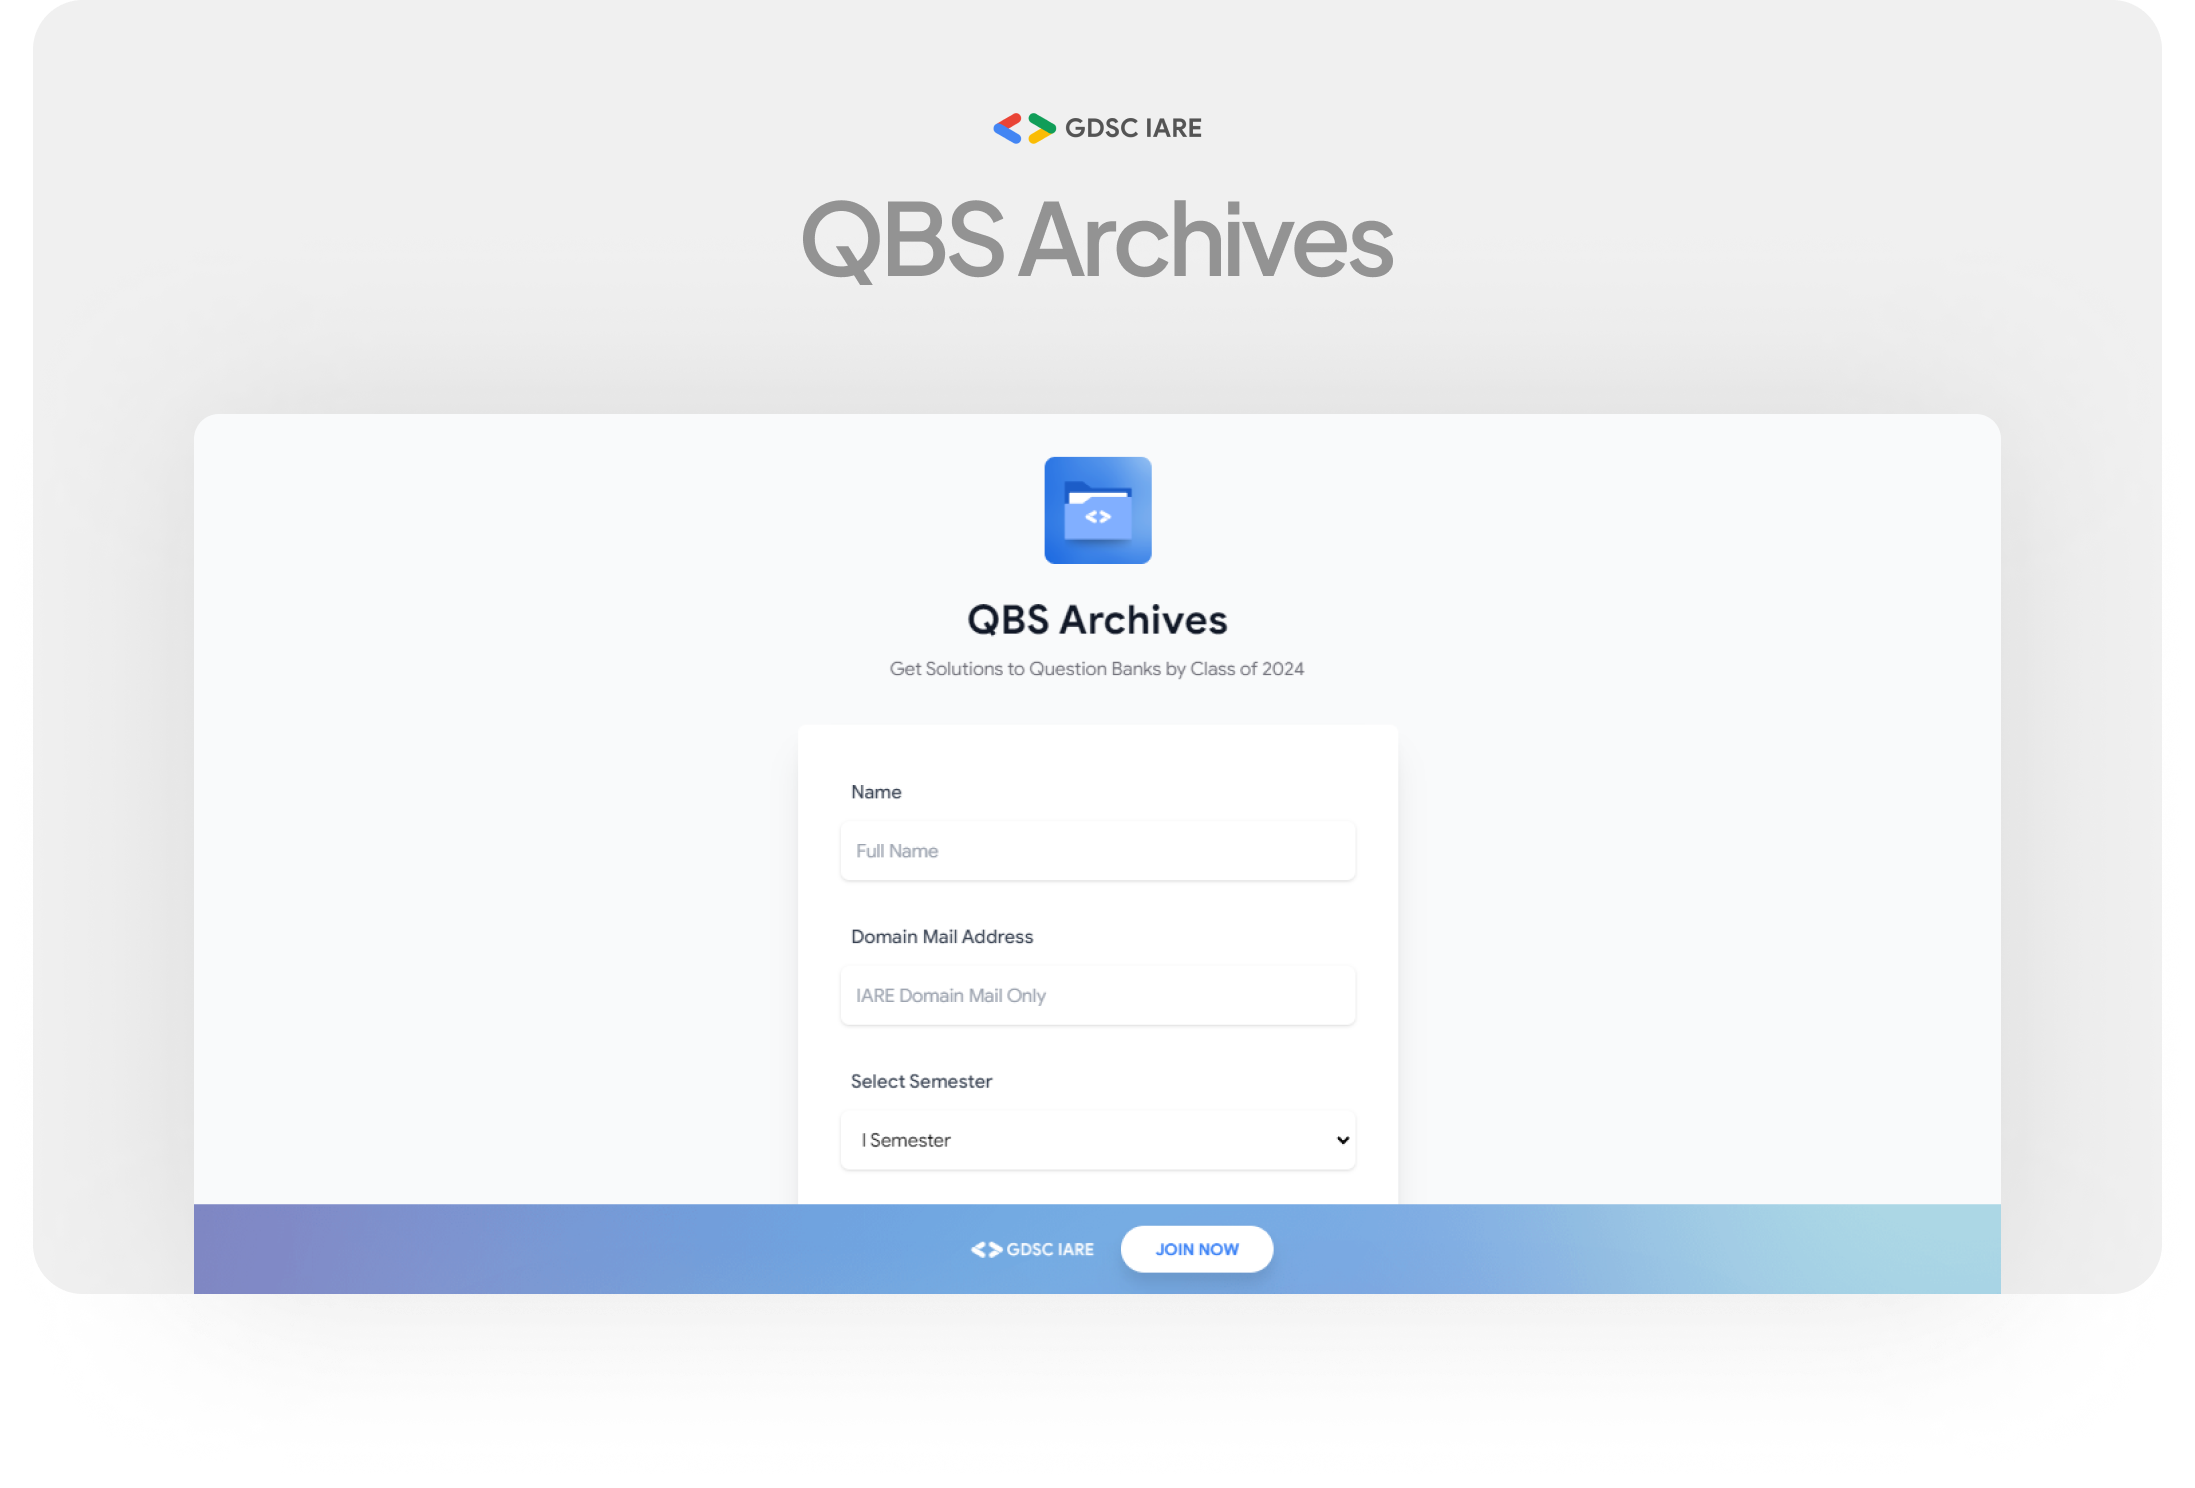 GDSC IARE
QBS Archives
QBS Archives
Get Solutions to Question Banks by Class of 2024
Name
Full Name
Domain Mail Address
IARE Domain Mail Only
Select Semester
I Semester
GDSC IARE
JOIN NOW